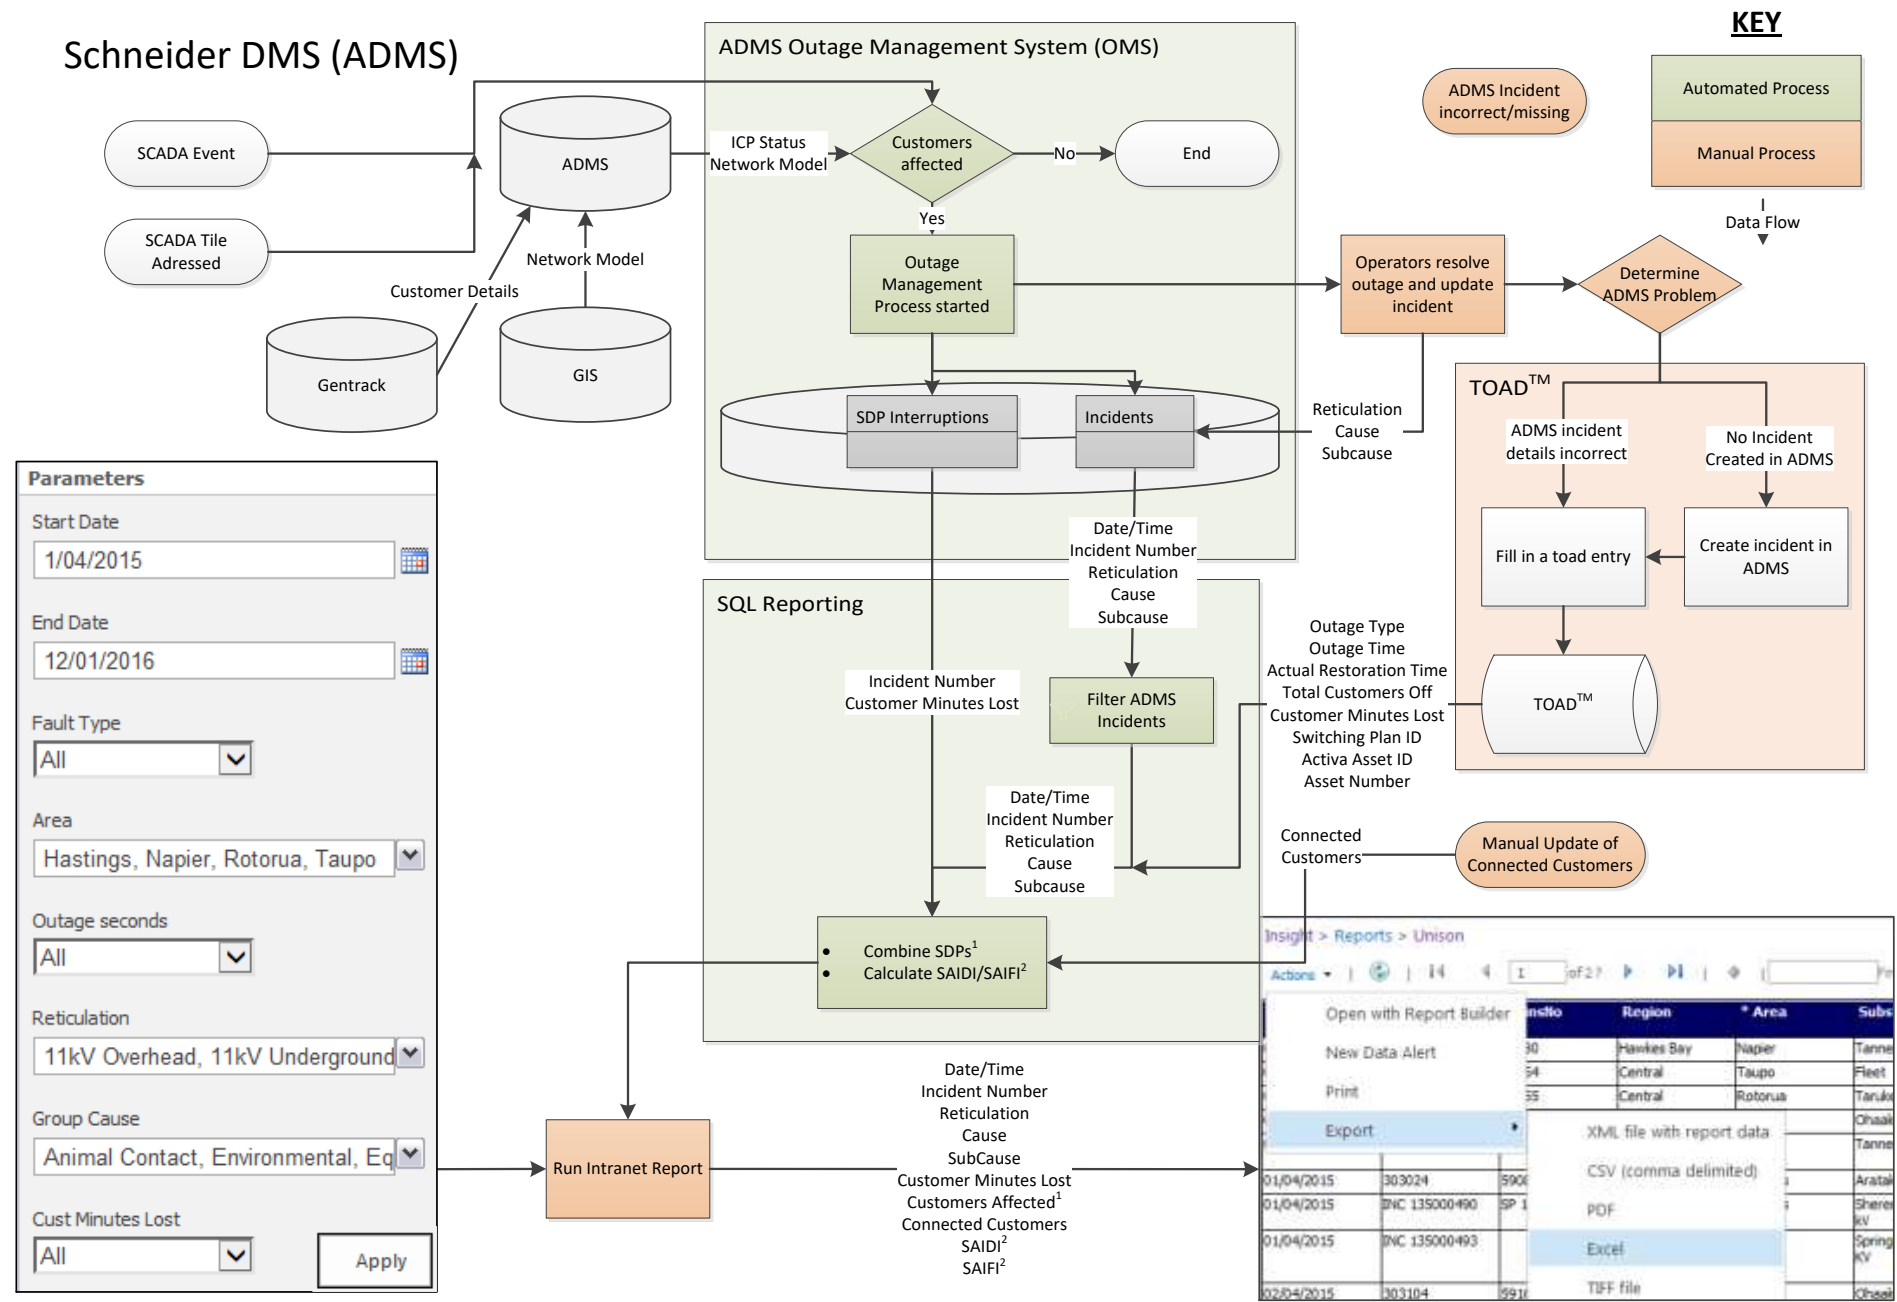 Schneider DMS (ADMS)
ADMS Outage Management System (OMS)
KEY
Automated Process
Manual Process
Data Flow
ADMS Incident
incorrect/missing
SCADA Event
SCADA Tile
Adressed
ADMS
ICP Status
Network Model
Customers
affected
No
End
Yes
Network Model
Customer Details
Gentrack
GIS
Outage
Management
Process started
Operators resolve
outage and update
incident
Determine
ADMS Problem
SDP Interruptions
Incidents
Reticulation
Cause
Subcause
TOAD™
ADMS incident
details incorrect
No Incident
Created in ADMS
Fill in a toad entry
Create incident in
ADMS
TOAD™
Date/Time
Incident Number
Reticulation
Cause
Subcause
SQL Reporting
Incident Number
Customer Minutes Lost
Filter ADMS
Incidents
Outage Type
Outage Time
Actual Restoration Time
Total Customers Off
Customer Minutes Lost
Switching Plan ID
Activa Asset ID
Asset Number
Date/Time
Incident Number
Reticulation
Cause
Subcause
Connected
Customers
Manual Update of
Connected Customers
• Combine SDPs¹
• Calculate SAIDI/SAIFI²
Run Intranet Report
Date/Time
Incident Number
Reticulation
Cause
SubCause
Customer Minutes Lost
Customers Affected¹
Connected Customers
SAIDI²
SAIFI²
Parameters
Start Date
1/04/2015
End Date
12/01/2016
Fault Type
All
Area
Hastings, Napier, Rotorua, Taupo
Outage seconds
All
Reticulation
11kV Overhead, 11kV Underground
Group Cause
Animal Contact, Environmental, Eq
Cust Minutes Lost
All
Apply
Insight > Reports > Unison
Actions
1
of 2 ?
Open with Report Builder
New Data Alert
Print
Export
XML file with report data
CSV (comma delimited)
PDF
Excel
TIFF file
Region
* Area
Subs
Hawkes Bay Napier Tanne
Central Taupo Fleet
Central Rotorua
Tanne
01/04/2015 303024
01/04/2015 INC 135000490 SP 1
kV
01/04/2015 INC 135000493 Spring
KV
02/04/2015 303104